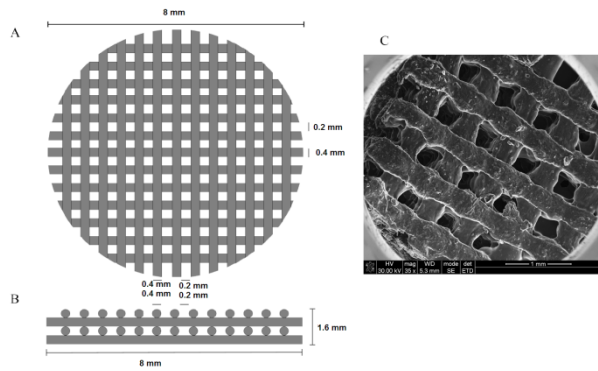 8 mm
A
C
0.2 mm
0.4 mm
0.4 mm 0.2 mm
0.4 mm 0.2 mm
B
1.6 mm
8 mm
HV mag WD mode det
30.00 kV 35 x 5.3 mm SE ETD
1 mm